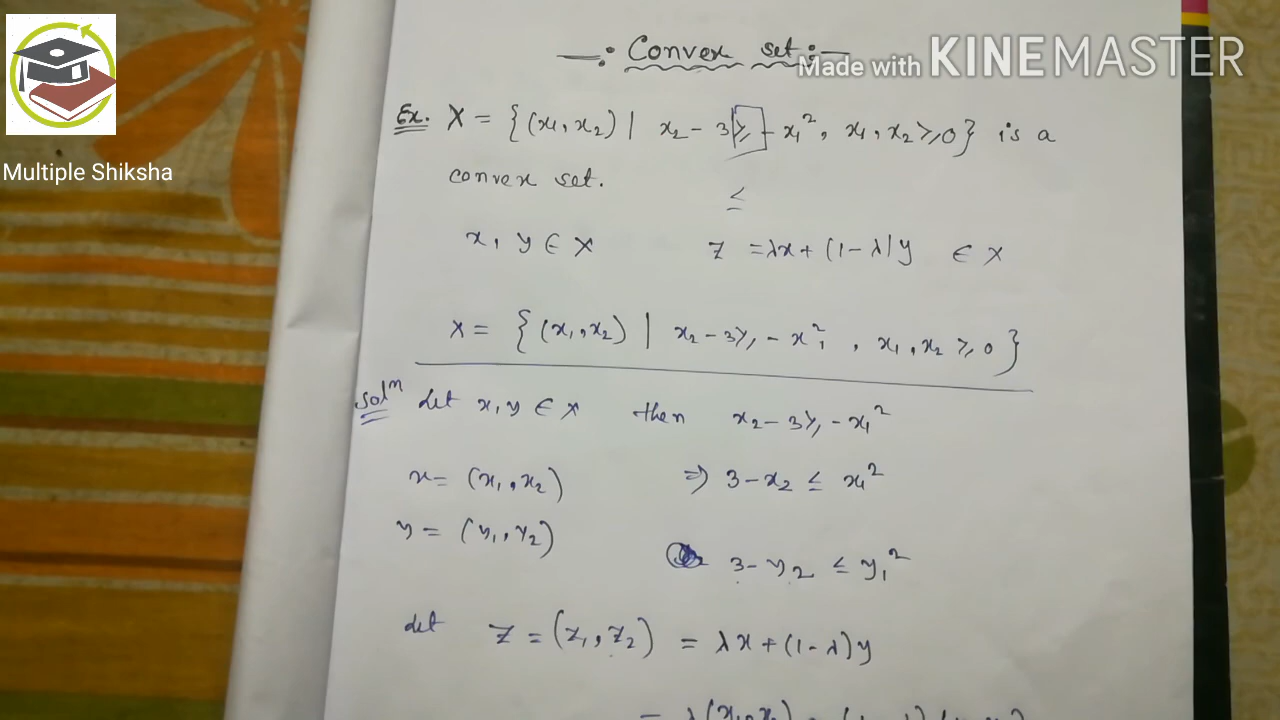 —: Convex set :—
Made with KINEMASTER
Multiple Shiksha
Ex. X = {(x₁, x₂) | x₂ - 3 ≥ - x₁², x₁, x₂ ≥ 0} is a
convex set.
≤
x, y ∈ X z = λx + (1-λ)y ∈ X
X = {(x₁, x₂) | x₂ - 3 ≥ - x₁², x₁, x₂ ≥ 0}
Solⁿ Let x, y ∈ X then x₂ - 3 ≥ - x₁²
x = (x₁, x₂) ⇒ 3 - x₂ ≤ x₁²
y = (y₁, y₂)
3 - y₂ ≤ y₁²
Let Z = (z₁, z₂) = λx + (1-λ)y